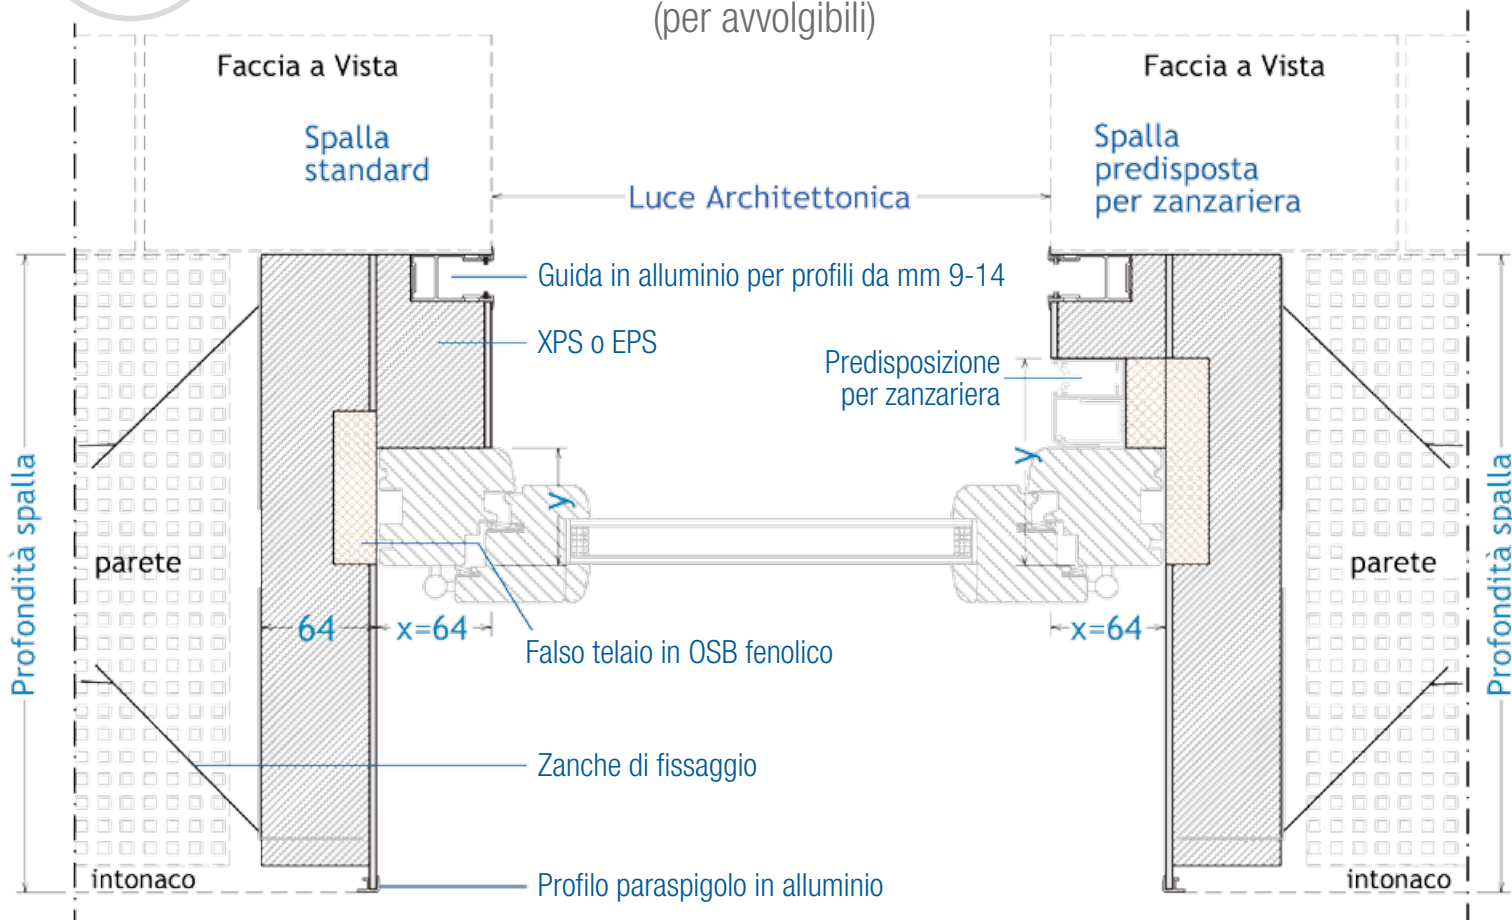 (per avvolgibili)
Faccia a Vista
Faccia a Vista
Spalla
standard
Spalla
predisposta
per zanzariera
Luce Architettonica
Guida in alluminio per profili da mm 9-14
XPS o EPS
Predisposizione
per zanzariera
y
y
Profondità spalla
Profondità spalla
parete
parete
64
x=64
x=64
Falso telaio in OSB fenolico
Zanche di fissaggio
intonaco
intonaco
Profilo paraspigolo in alluminio